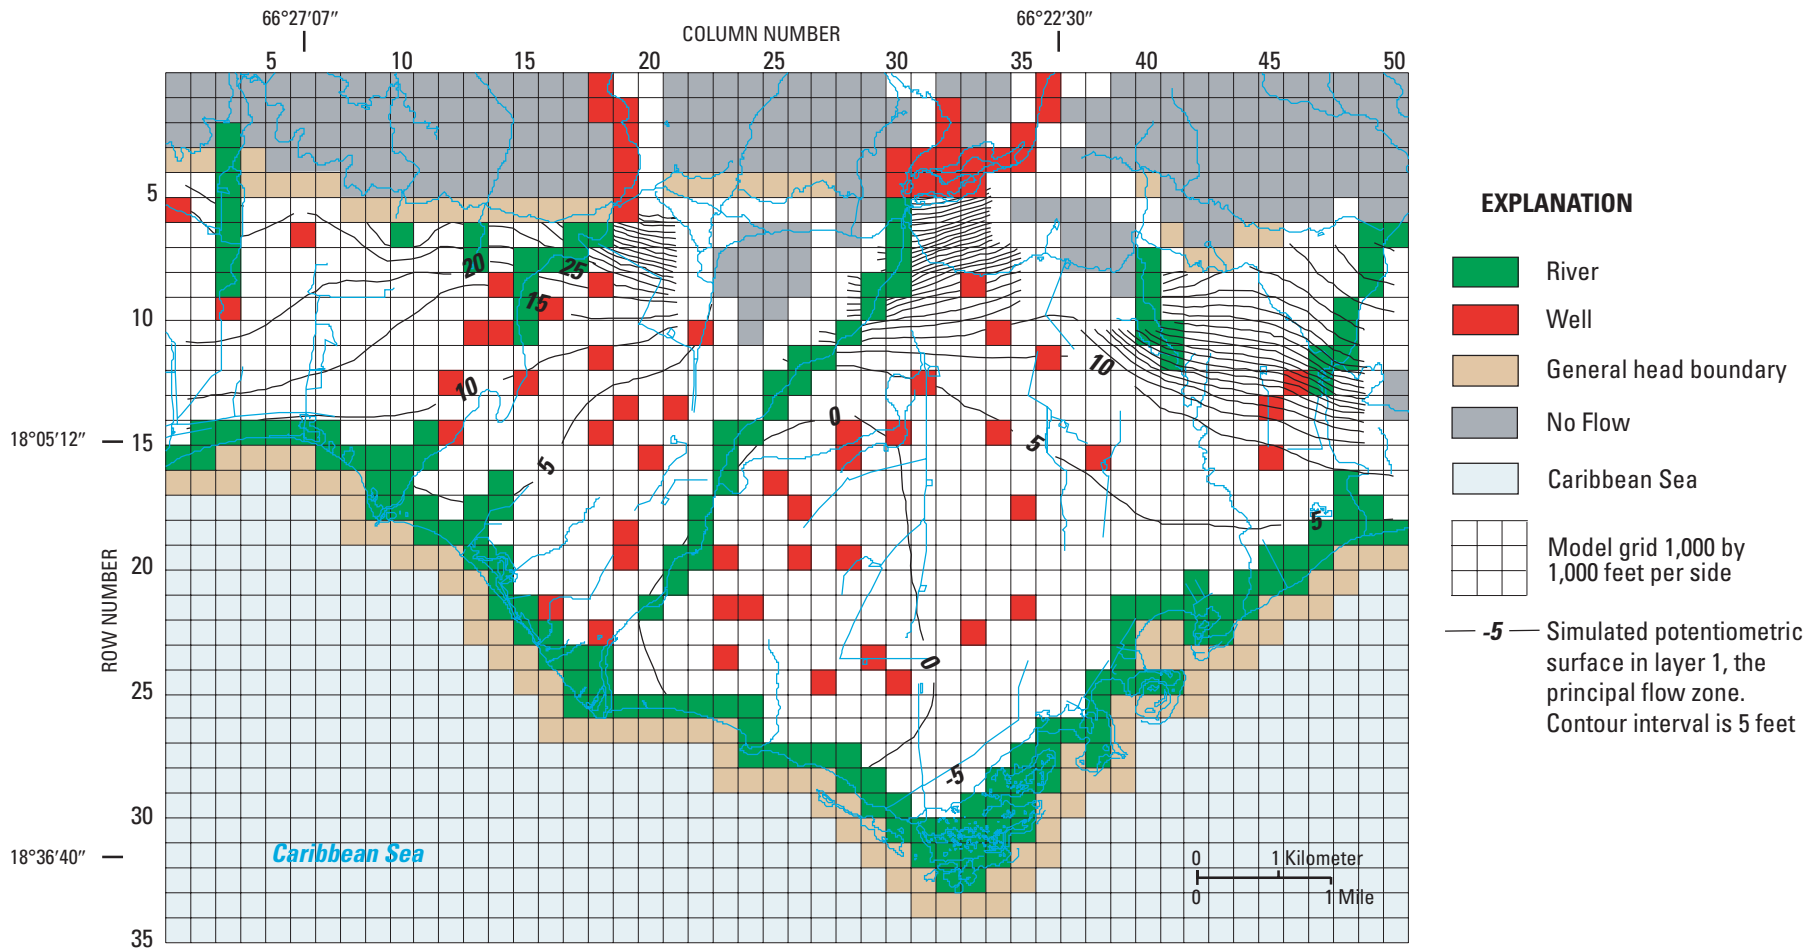 66°27′07″
66°22′30″
COLUMN NUMBER
5 10 15 20 25 30 35 40 45 50
5
10
15
20
25
30
35
18°05′12″
18°36′40″
ROW NUMBER
20
25
15
10
5
0
5
10
5
0
-5
Caribbean Sea
0 1 Kilometer
0 1 Mile
EXPLANATION
River
Well
General head boundary
No Flow
Caribbean Sea
Model grid 1,000 by
1,000 feet per side
-5 Simulated potentiometric
surface in layer 1, the
principal flow zone.
Contour interval is 5 feet